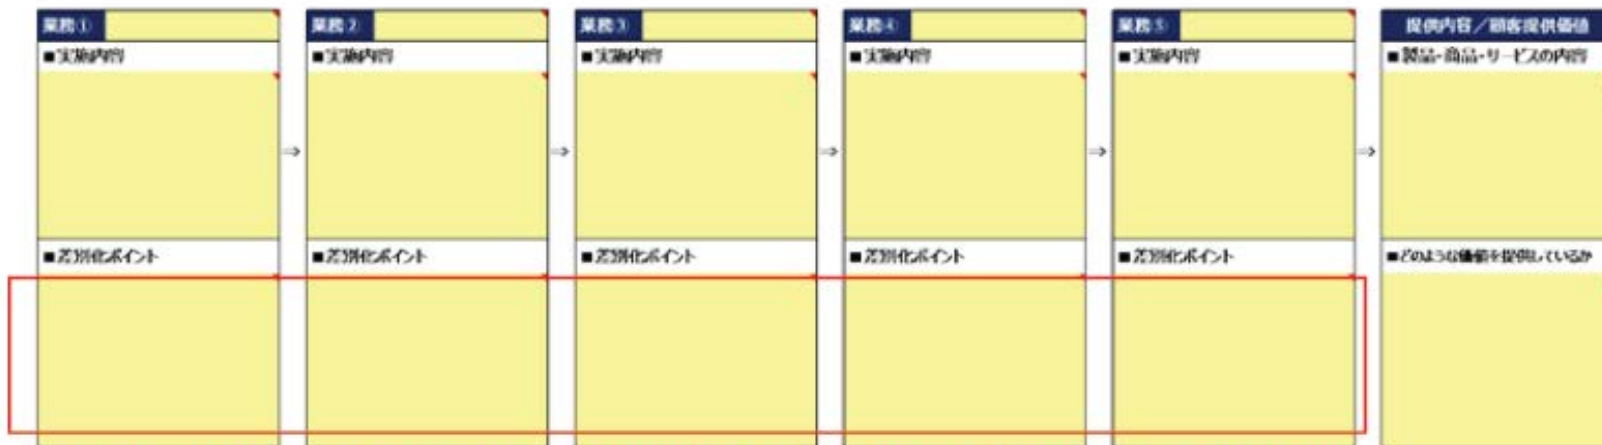 業務①
■実施内容
■差別化ポイント
業務②
■実施内容
■差別化ポイント
業務③
■実施内容
■差別化ポイント
業務④
■実施内容
■差別化ポイント
業務⑤
■実施内容
■差別化ポイント
提供内容／顧客提供価値
■製品・商品・サービスの内容
■どのような価値を提供しているか
⇒
⇒
⇒
⇒
⇒